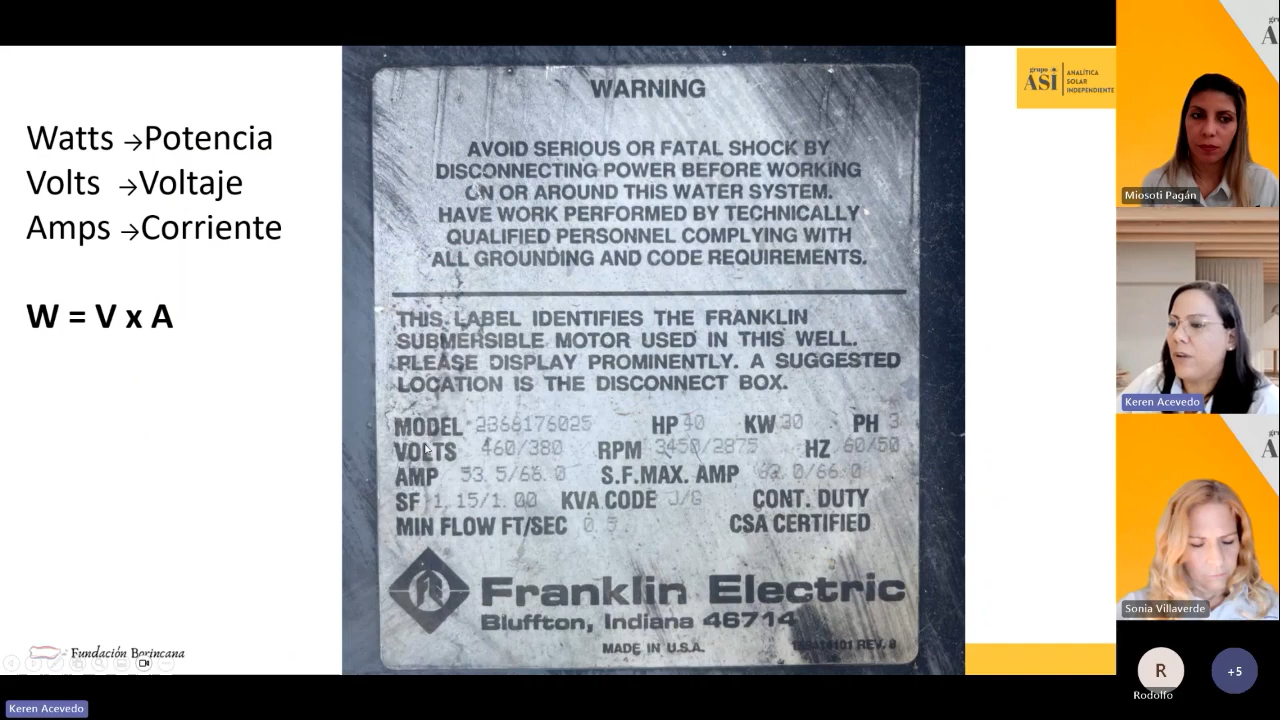 Watts →Potencia
Volts →Voltaje
Amps →Corriente
W = V x A
WARNING
AVOID SERIOUS OR FATAL SHOCK BY
DISCONNECTING POWER BEFORE WORKING
ON OR AROUND THIS WATER SYSTEM.
HAVE WORK PERFORMED BY TECHNICALLY
QUALIFIED PERSONNEL COMPLYING WITH
ALL GROUNDING AND CODE REQUIREMENTS.
THIS LABEL IDENTIFIES THE FRANKLIN
SUBMERSIBLE MOTOR USED IN THIS WELL.
PLEASE DISPLAY PROMINENTLY. A SUGGESTED
LOCATION IS THE DISCONNECT BOX.
MODEL 2366176025 HP 40 KW 30 PH 3
VOLTS 460/380 RPM 3450/2875 HZ 60/50
AMP 53.5/66.0 S.F.MAX. AMP 62.0/66.0
SF 1.15/1.00 KVA CODE J/G CONT. DUTY
MIN FLOW FT/SEC 0.5 CSA CERTIFIED
Franklin Electric
Bluffton, Indiana 46714
MADE IN U.S.A. REV. 8
grupo
ASI
ANALÍTICA
SOLAR
INDEPENDIENTE
Fundación Borincana
Keren Acevedo
Miosoti Pagán
Keren Acevedo
Sonia Villaverde
R
Rodolfo
+5